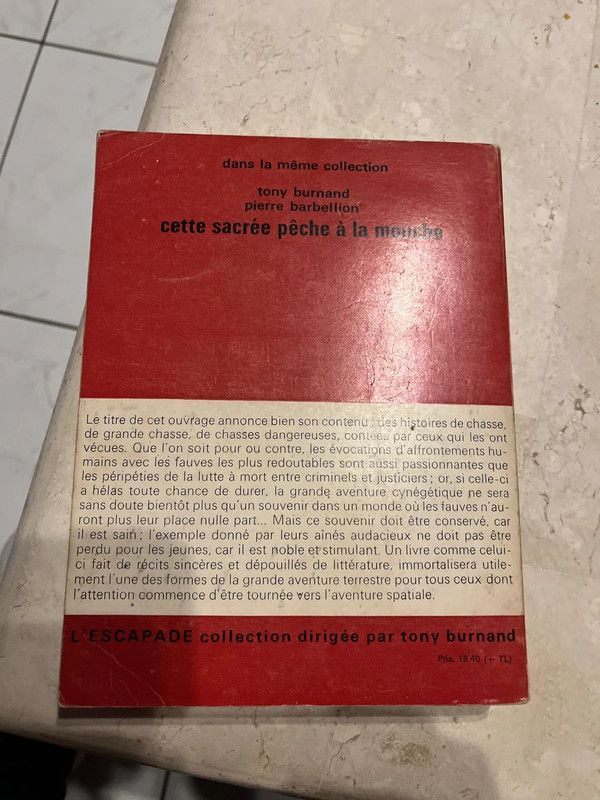 dans la même collection
tony burnand
pierre barbellion
cette sacrée pêche à la mouche
Le titre de cet ouvrage annonce bien son contenu : des histoires de chasse,
de grande chasse, de chasses dangereuses, contées par ceux qui les ont
vécues. Que l'on soit pour ou contre, les évocations d'affrontements hu-
mains avec les fauves les plus redoutables sont aussi passionnantes que
les péripéties de la lutte à mort entre criminels et justiciers ; or, si celle-ci
a hélas toute chance de durer, la grande aventure cynégétique ne sera
sans doute bientôt plus qu'un souvenir dans un monde où les fauves n'au-
ront plus leur place nulle part... Mais ce souvenir doit être conservé, car
il est sain ; l'exemple donné par leurs aînés audacieux ne doit pas être
perdu pour les jeunes, car il est noble et stimulant. Un livre comme celui-
ci fait de récits sincères et dépouillés de littérature, immortalisera utile-
ment l'une des formes de la grande aventure terrestre pour tous ceux dont
l'attention commence d'être tournée vers l'aventure spatiale.
L'ESCAPADE collection dirigée par tony burnand
Prix. 19,40 (+ TL)